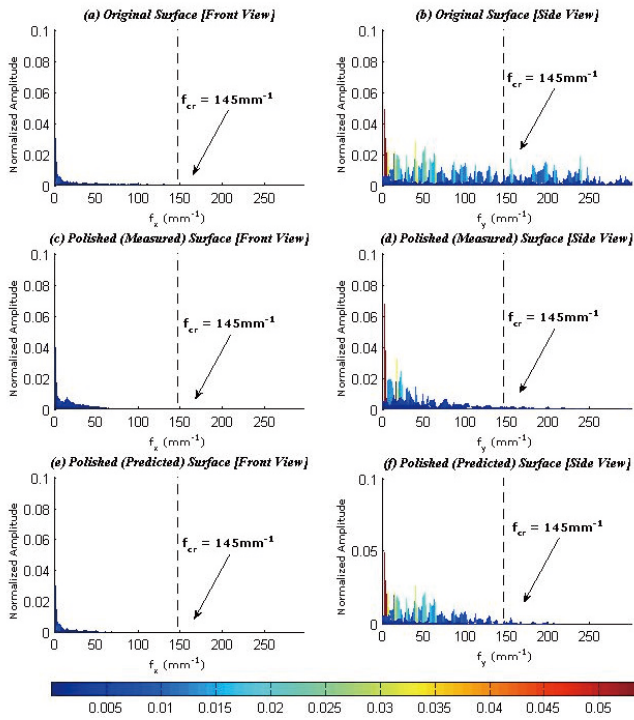 (a) Original Surface [Front View]
0.1
0.08
0.06
0.04
0.02
0
Normalized Amplitude
f_cr = 145mm⁻¹
0 50 100 150 200 250
f_x (mm⁻¹)
(b) Original Surface [Side View]
0.1
0.08
0.06
0.04
0.02
0
Normalized Amplitude
f_cr = 145mm⁻¹
0 50 100 150 200 250
f_y (mm⁻¹)
(c) Polished (Measured) Surface [Front View]
0.1
0.08
0.06
0.04
0.02
0
Normalized Amplitude
f_cr = 145mm⁻¹
0 50 100 150 200 250
f_x (mm⁻¹)
(d) Polished (Measured) Surface [Side View]
0.1
0.08
0.06
0.04
0.02
0
Normalized Amplitude
f_cr = 145mm⁻¹
0 50 100 150 200 250
f_y (mm⁻¹)
(e) Polished (Predicted) Surface [Front View]
0.1
0.08
0.06
0.04
0.02
0
Normalized Amplitude
f_cr = 145mm⁻¹
0 50 100 150 200 250
f_x (mm⁻¹)
(f) Polished (Predicted) Surface [Side View]
0.1
0.05
0
Normalized Amplitude
f_cr = 145mm⁻¹
0 50 100 150 200 250
f_y (mm⁻¹)
0.005 0.01 0.015 0.02 0.025 0.03 0.035 0.04 0.045 0.05